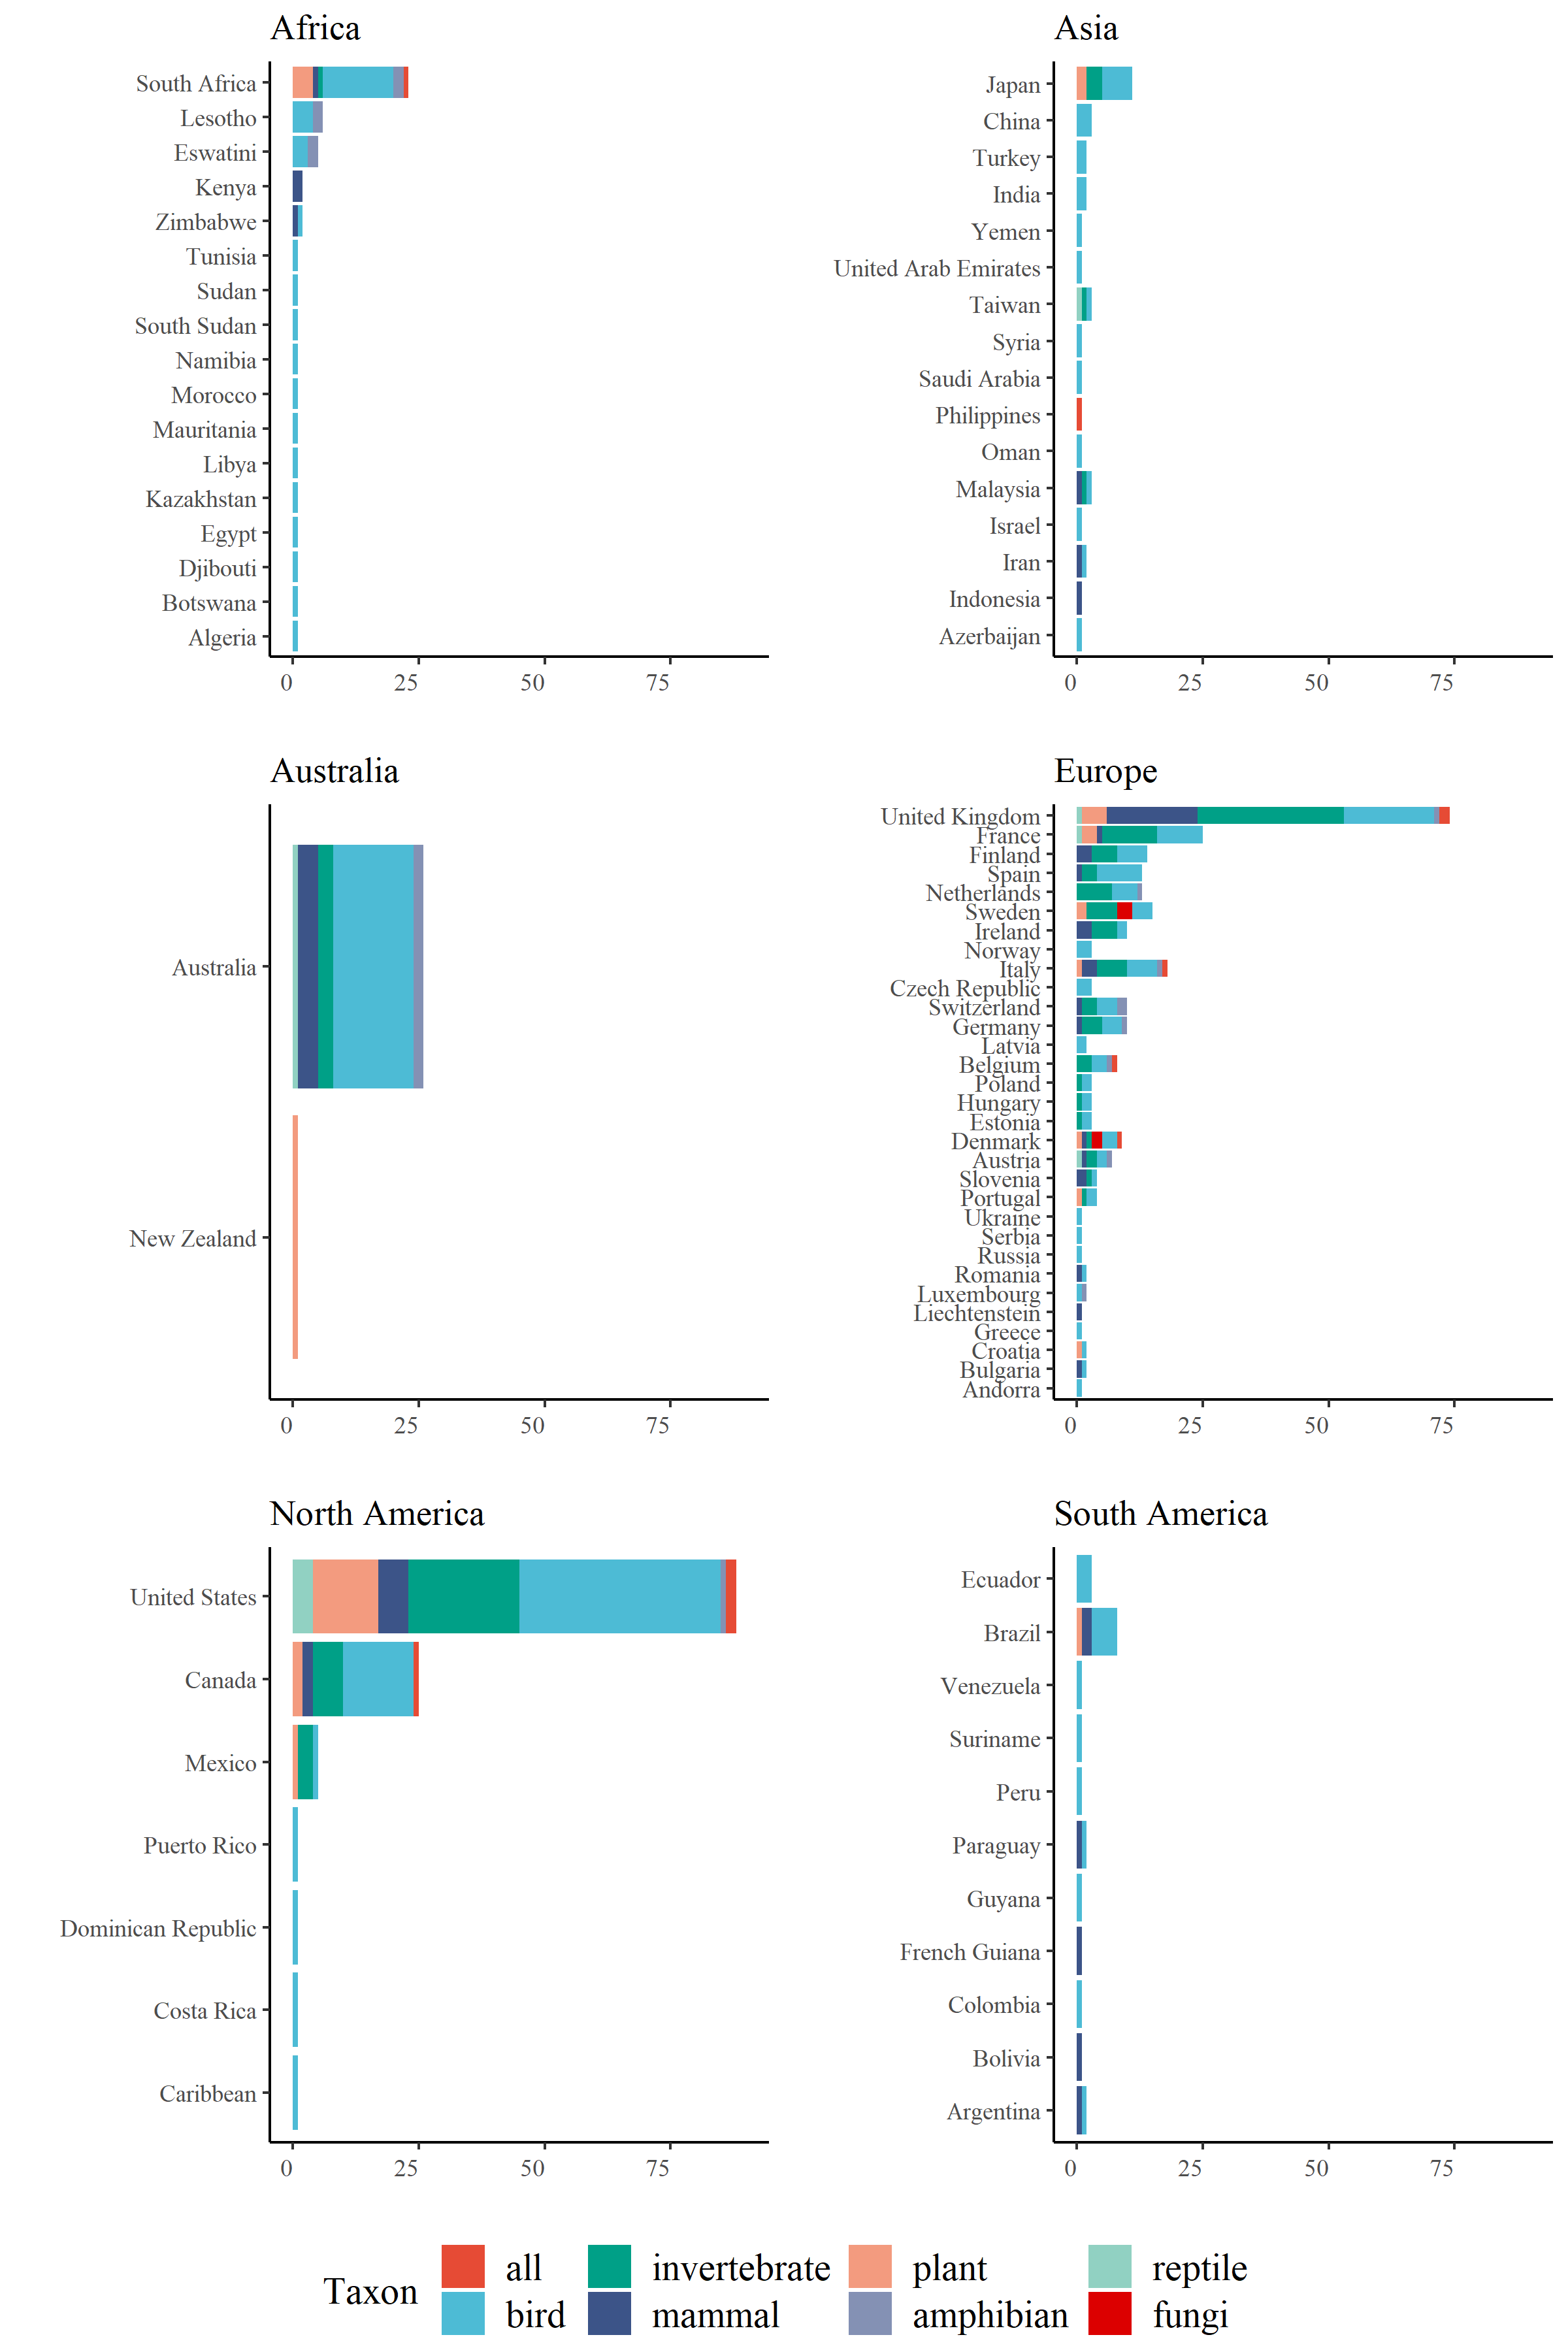 Africa
South Africa
Lesotho
Eswatini
Kenya
Zimbabwe
Tunisia
Sudan
South Sudan
Namibia
Morocco
Mauritania
Libya
Kazakhstan
Egypt
Djibouti
Botswana
Algeria
0 25 50 75
Asia
Japan
China
Turkey
India
Yemen
United Arab Emirates
Taiwan
Syria
Saudi Arabia
Philippines
Oman
Malaysia
Israel
Iran
Indonesia
Azerbaijan
0 25 50 75
Australia
Australia
New Zealand
0 25 50 75
Europe
United Kingdom
France
Finland
Spain
Netherlands
Sweden
Ireland
Norway
Italy
Czech Republic
Switzerland
Germany
Latvia
Belgium
Poland
Hungary
Estonia
Denmark
Austria
Slovenia
Portugal
Ukraine
Serbia
Russia
Romania
Luxembourg
Liechtenstein
Greece
Croatia
Bulgaria
Andorra
0 25 50 75
North America
United States
Canada
Mexico
Puerto Rico
Dominican Republic
Costa Rica
Caribbean
0 25 50 75
South America
Ecuador
Brazil
Venezuela
Suriname
Peru
Paraguay
Guyana
French Guiana
Colombia
Bolivia
Argentina
0 25 50 75
Taxon
all invertebrate plant reptile
bird mammal amphibian fungi